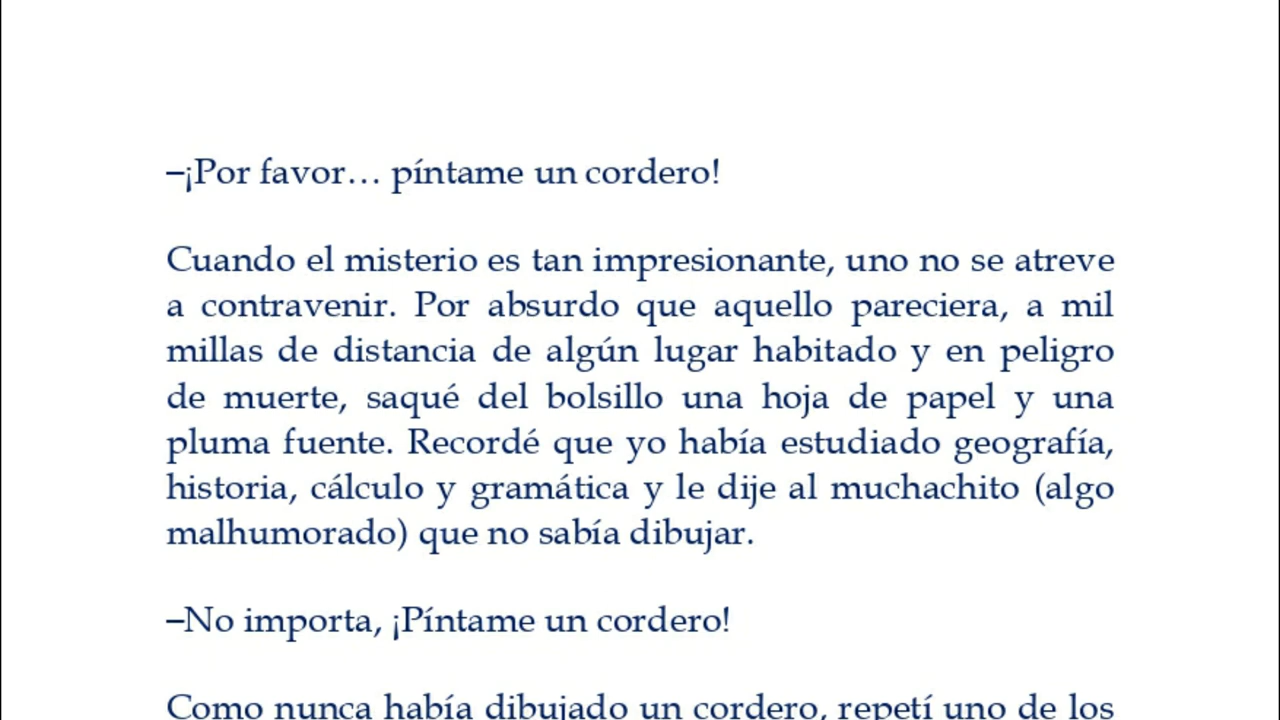 –¡Por favor… píntame un cordero!
Cuando el misterio es tan impresionante, uno no se atreve
a contravenir. Por absurdo que aquello pareciera, a mil
millas de distancia de algún lugar habitado y en peligro
de muerte, saqué del bolsillo una hoja de papel y una
pluma fuente. Recordé que yo había estudiado geografía,
historia, cálculo y gramática y le dije al muchachito (algo
malhumorado) que no sabía dibujar.
–No importa, ¡Píntame un cordero!
Como nunca había dibujado un cordero, repetí uno de los